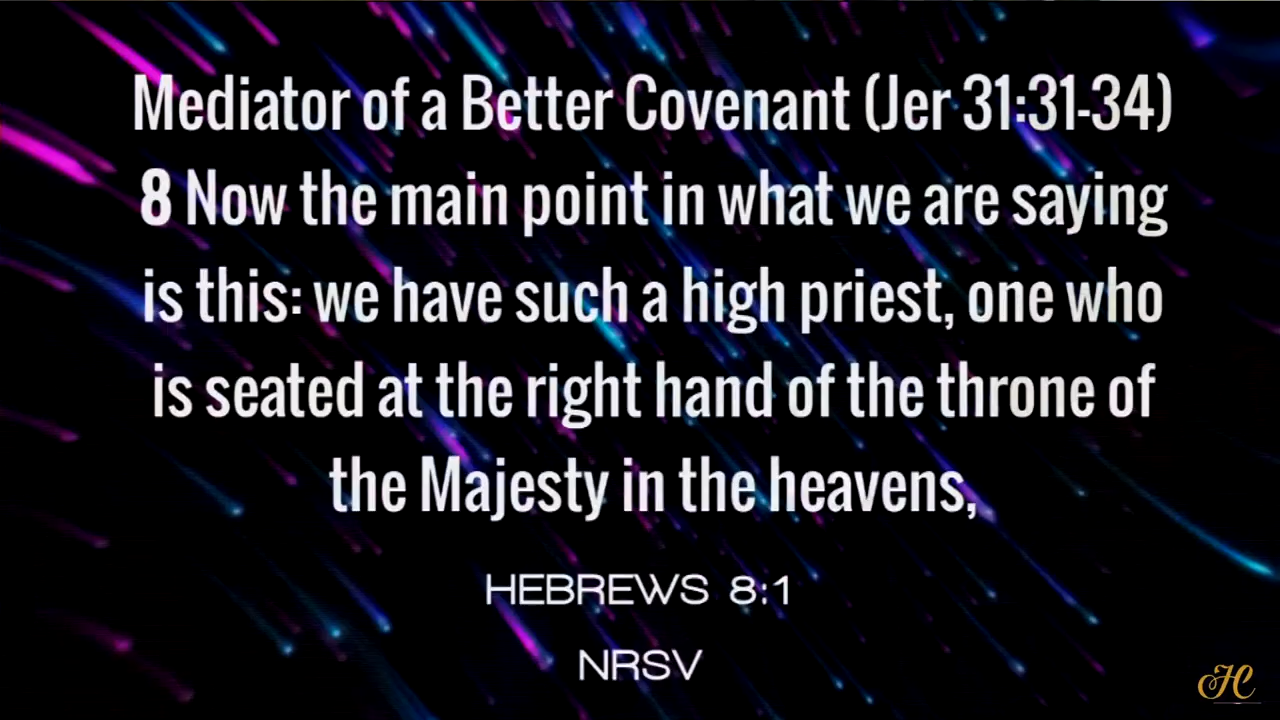 Mediator of a Better Covenant (Jer 31:31-34)
8 Now the main point in what we are saying
is this: we have such a high priest, one who
is seated at the right hand of the throne of
the Majesty in the heavens,
HEBREWS 8:1
NRSV
H